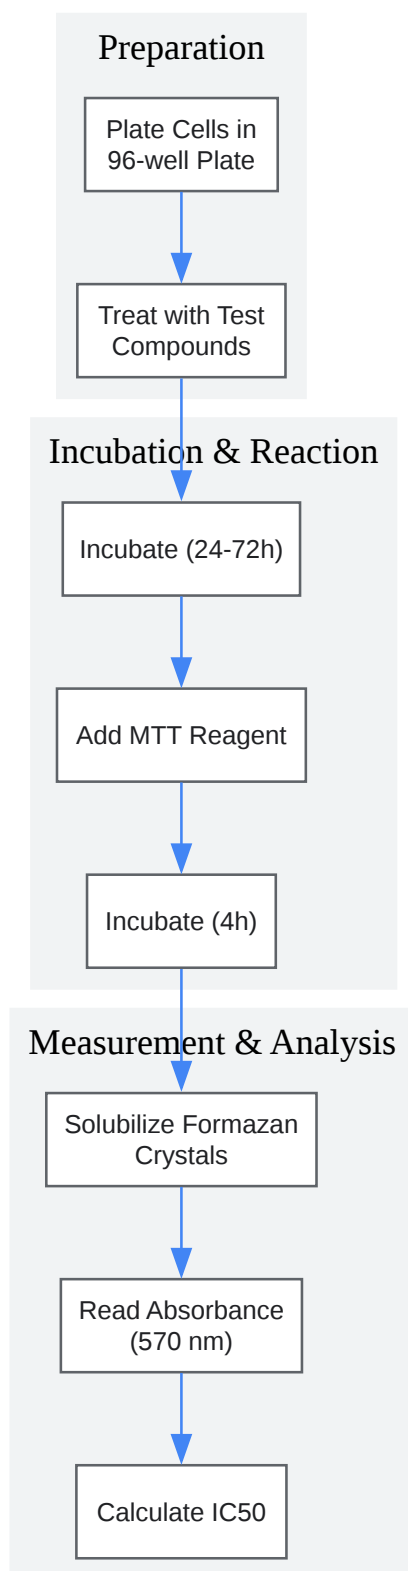 Preparation
Plate Cells in
96-well Plate
Treat with Test
Compounds
Incubation & Reaction
Incubate (24-72h)
Add MTT Reagent
Incubate (4h)
Measurement & Analysis
Solubilize Formazan
Crystals
Read Absorbance
(570 nm)
Calculate IC50